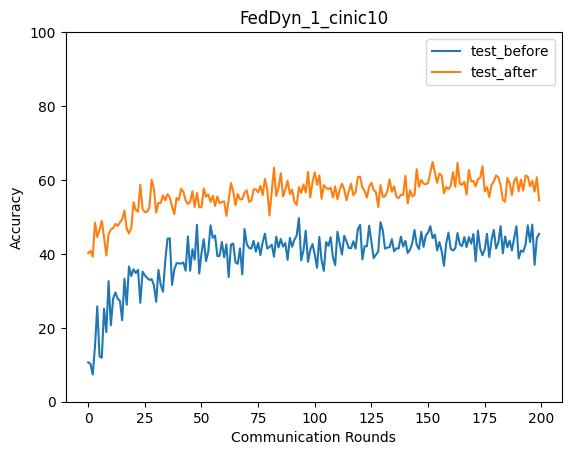 FedDyn_1_cinic10
100
80
60
40
20
0
Accuracy
test_before
test_after
0 25 50 75 100 125 150 175 200
Communication Rounds